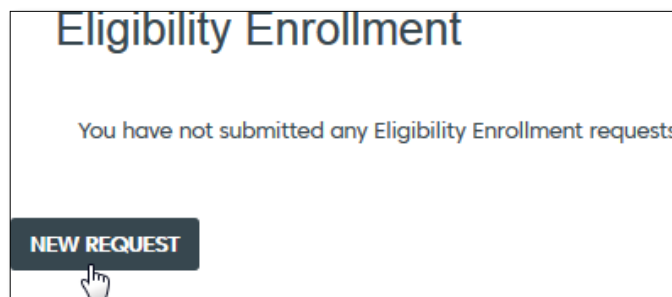 Eligibility Enrollment
You have not submitted any Eligibility Enrollment requests
NEW REQUEST